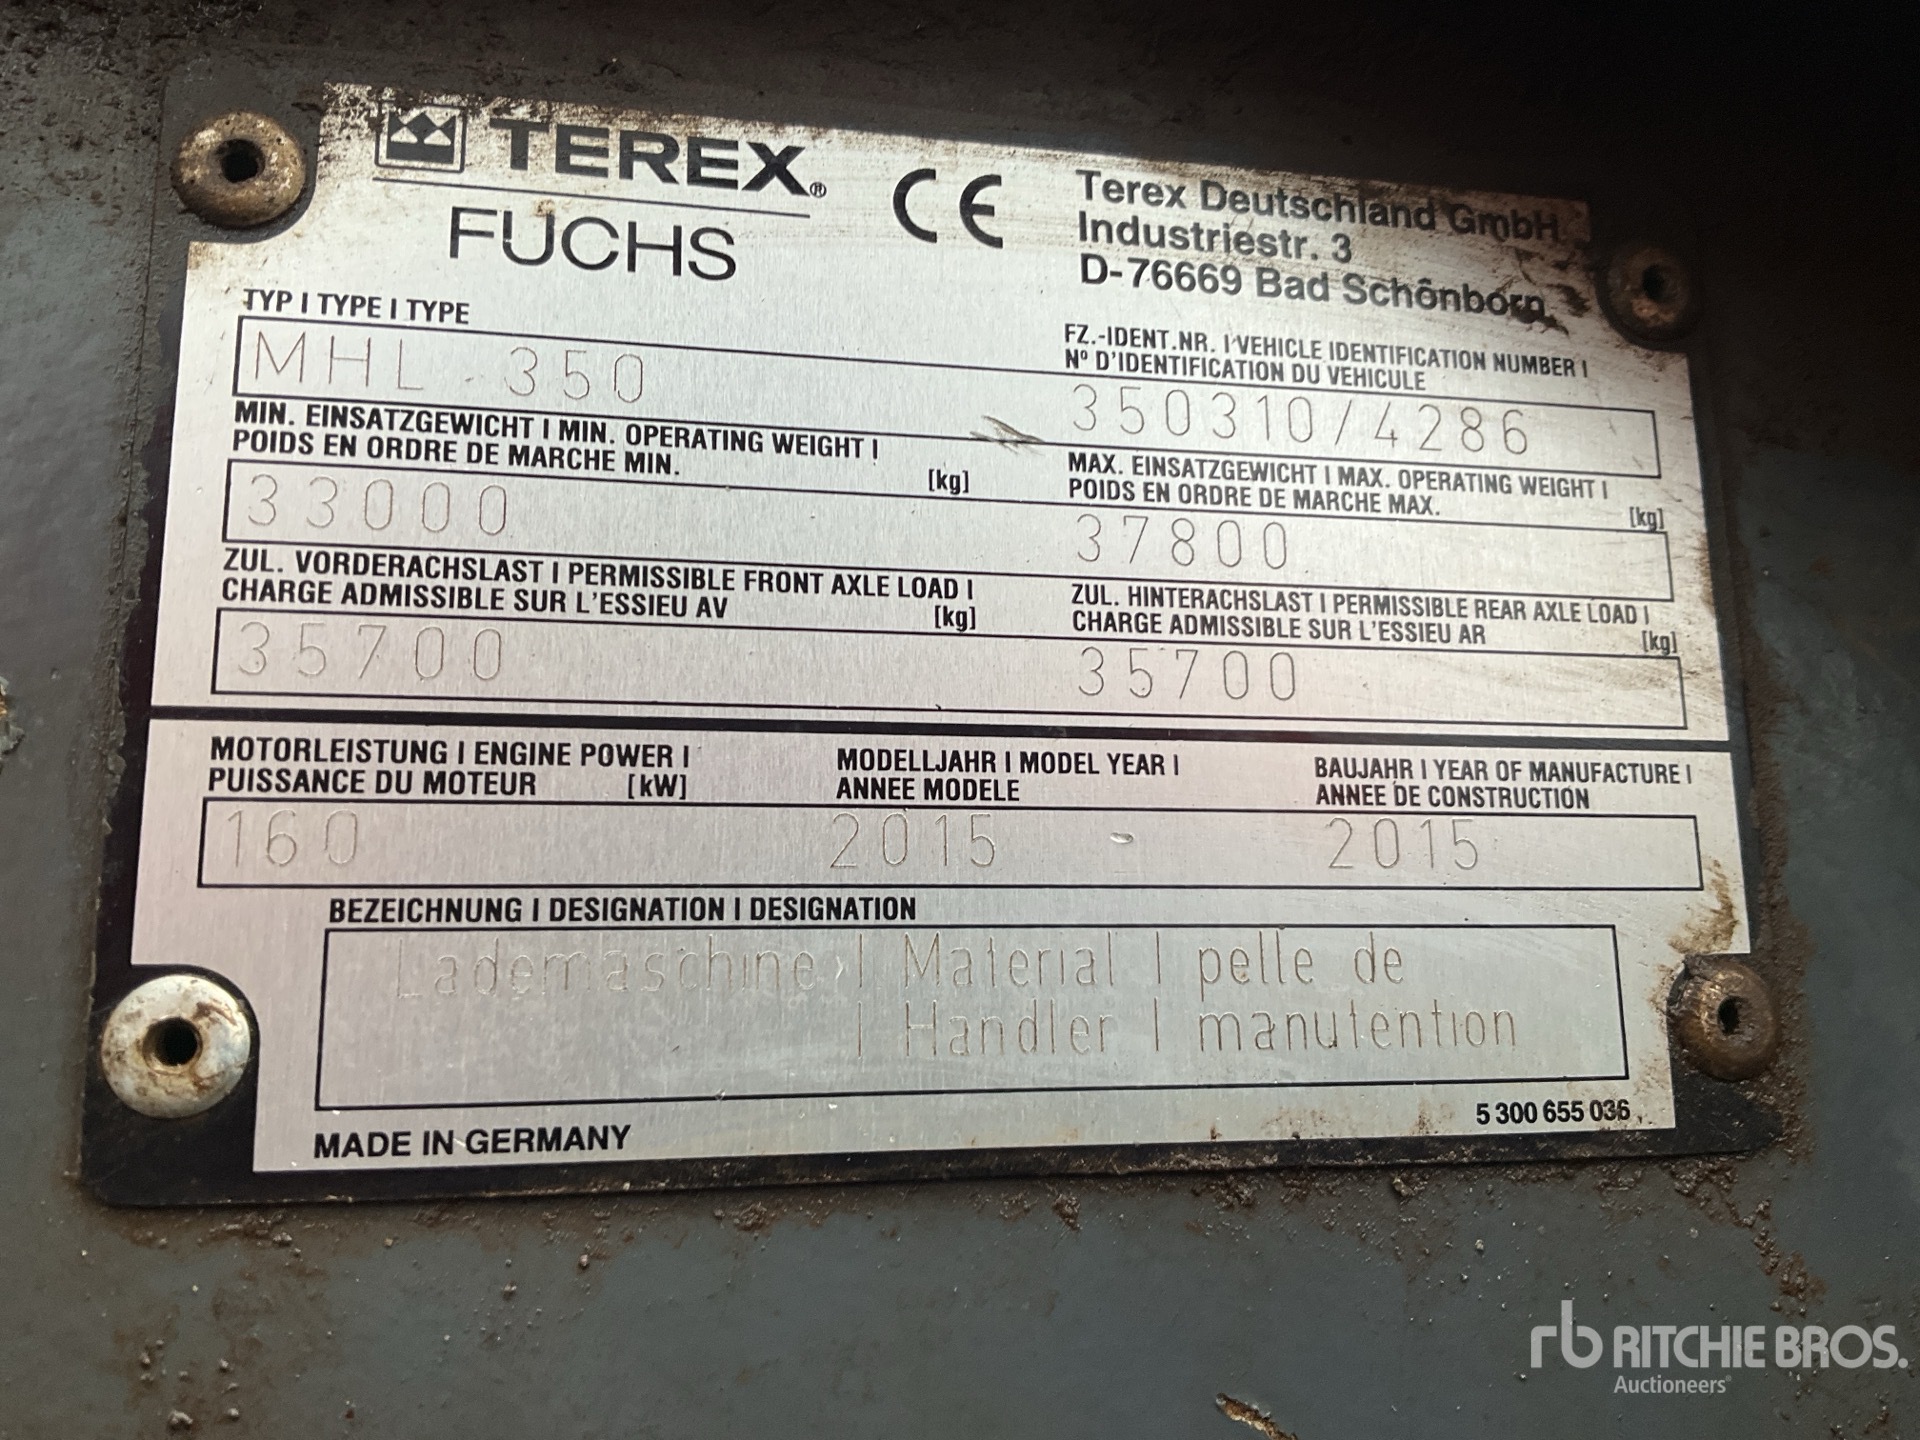 TEREX®
FUCHS
CE
Terex Deutschland GmbH
Industriestr. 3
D-76669 Bad Schönborn
TYP | TYPE | TYPE
MHL 350
FZ.-IDENT.NR. | VEHICLE IDENTIFICATION NUMBER |
Nº D'IDENTIFICATION DU VEHICULE
350310/4286
MIN. EINSATZGEWICHT | MIN. OPERATING WEIGHT |
POIDS EN ORDRE DE MARCHE MIN. [kg]
33000
MAX. EINSATZGEWICHT | MAX. OPERATING WEIGHT |
POIDS EN ORDRE DE MARCHE MAX. [kg]
37800
ZUL. VORDERACHSLAST | PERMISSIBLE FRONT AXLE LOAD |
CHARGE ADMISSIBLE SUR L'ESSIEU AV [kg]
35700
ZUL. HINTERACHSLAST | PERMISSIBLE REAR AXLE LOAD |
CHARGE ADMISSIBLE SUR L'ESSIEU AR [kg]
35700
MOTORLEISTUNG | ENGINE POWER |
PUISSANCE DU MOTEUR [kW]
160
MODELLJAHR | MODEL YEAR |
ANNEE MODELE
2015
BAUJAHR | YEAR OF MANUFACTURE |
ANNEE DE CONSTRUCTION
2015
BEZEICHNUNG | DESIGNATION | DESIGNATION
Lademaschine | Material | pelle de
| Handler | manutention
5 300 655 036
MADE IN GERMANY
rb RITCHIE BROS.
Auctioneers